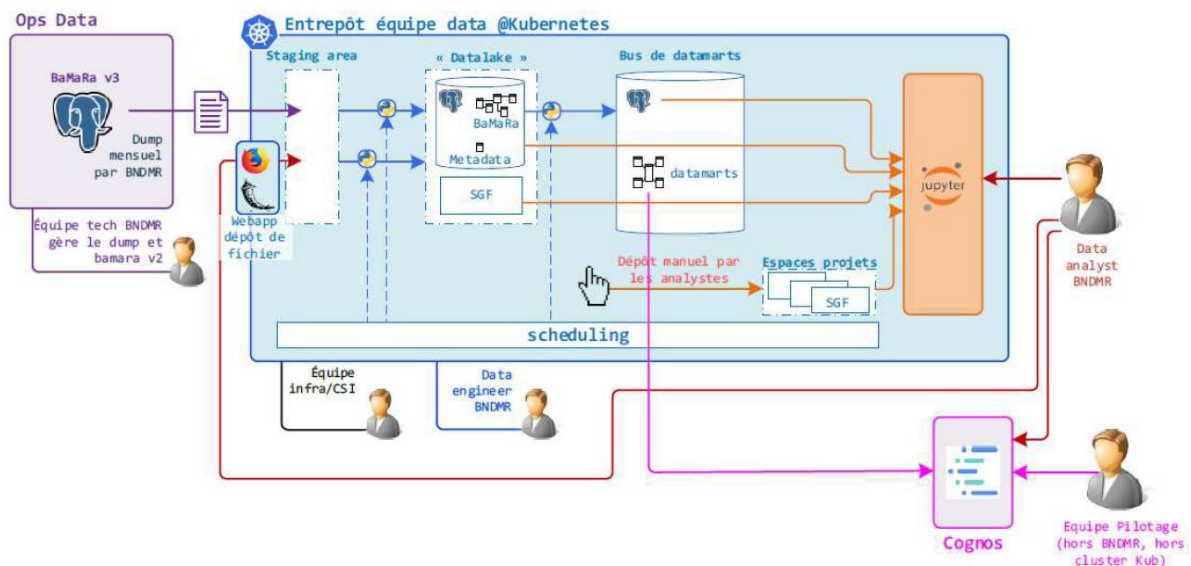 Ops Data
BaMaRa v3
Dump
mensuel
par BNDMR
Équipe tech BNDMR
gère le dump et
bamara v2
Entrepôt équipe data @Kubernetes
Staging area
Webapp
dépôt de
fichier
« Datalake »
BaMaRa
Metadata
SGF
Bus de datamarts
datamarts
Dépôt manuel par
les analystes
Espaces projets
SGF
jupyter
Data
analyst
BNDMR
scheduling
Équipe
infra/CSI
Data
engineer
BNDMR
Cognos
Equipe Pilotage
(hors BNDMR, hors
cluster Kub)